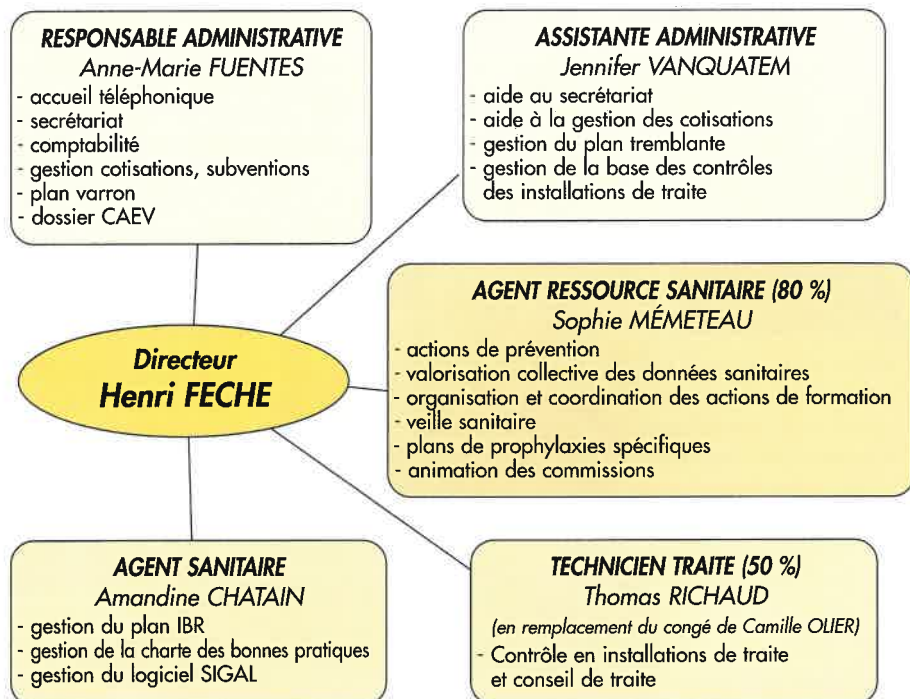 RESPONSABLE ADMINISTRATIVE
Anne-Marie FUENTES
- accueil téléphonique
- secrétariat
- comptabilité
- gestion cotisations, subventions
- plan varron
- dossier CAEV
ASSISTANTE ADMINISTRATIVE
Jennifer VANQUATEM
- aide au secrétariat
- aide à la gestion des cotisations
- gestion du plan tremblante
- gestion de la base des contrôles
des installations de traite
Directeur
Henri FECHE
AGENT RESSOURCE SANITAIRE (80 %)
Sophie MÉMETEAU
- actions de prévention
- valorisation collective des données sanitaires
- organisation et coordination des actions de formation
- veille sanitaire
- plans de prophylaxies spécifiques
- animation des commissions
AGENT SANITAIRE
Amandine CHATAIN
- gestion du plan IBR
- gestion de la charte des bonnes pratiques
- gestion du logiciel SIGAL
TECHNICIEN TRAITE (50 %)
Thomas RICHAUD
(en remplacement du congé de Camille OLIER)
- Contrôle en installations de traite
et conseil de traite